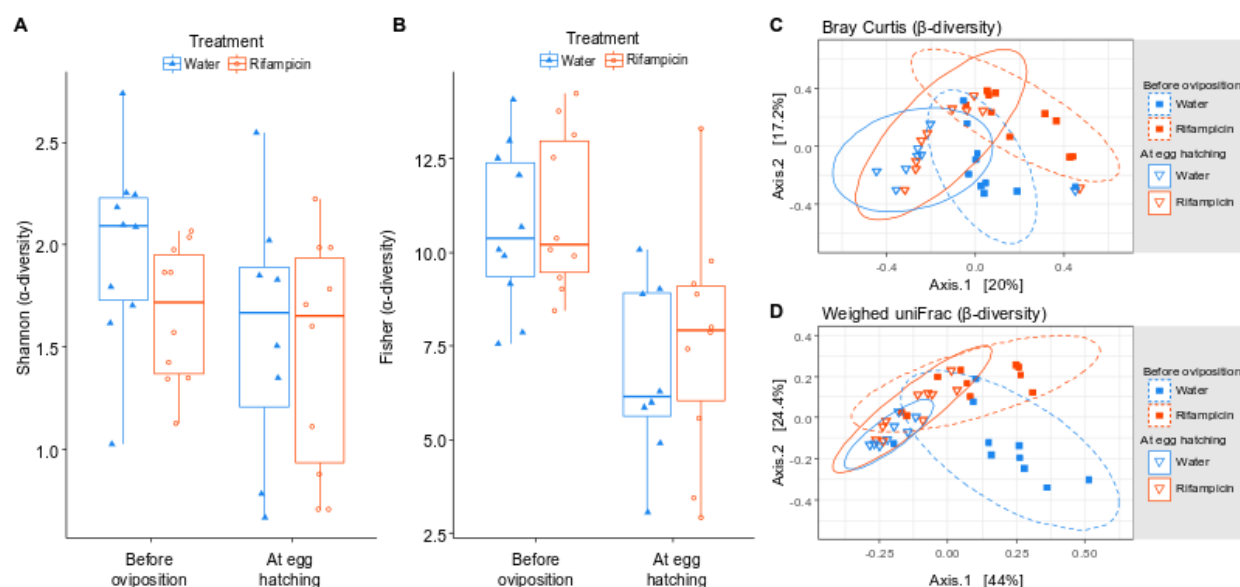 A
Treatment
Water Rifampicin
Shannon (α-diversity)
2.5
2.0
1.5
1.0
Before oviposition
At egg hatching
B
Treatment
Water Rifampicin
Fisher (α-diversity)
12.5
10.0
7.5
5.0
2.5
Before oviposition
At egg hatching
C
Bray Curtis (β-diversity)
Axis.2 [17.2%]
0.4
0.0
-0.4
-0.4 0.0 0.4
Axis.1 [20%]
Before oviposition
Water
Rifampicin
At egg hatching
Water
Rifampicin
D
Weighed uniFrac (β-diversity)
Axis.2 [24.4%]
0.4
0.2
0.0
-0.2
-0.4
-0.25 0.00 0.25 0.50
Axis.1 [44%]
Before oviposition
Water
Rifampicin
At egg hatching
Water
Rifampicin